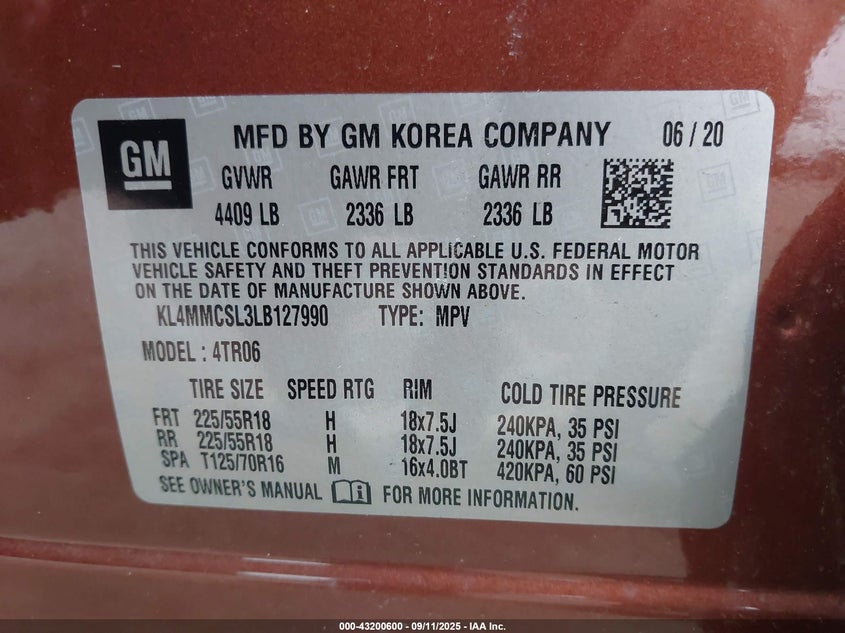 GM
MFD BY GM KOREA COMPANY 06 / 20
GVWR GAWR FRT GAWR RR
4409 LB 2336 LB 2336 LB
THIS VEHICLE CONFORMS TO ALL APPLICABLE U.S. FEDERAL MOTOR
VEHICLE SAFETY AND THEFT PREVENTION STANDARDS IN EFFECT
ON THE DATE OF MANUFACTURE SHOWN ABOVE.
KL4MMCSL3LB127990 TYPE: MPV
MODEL : 4TR06
TIRE SIZE SPEED RTG RIM COLD TIRE PRESSURE
FRT 225/55R18 H 18x7.5J 240KPA, 35 PSI
RR 225/55R18 H 18x7.5J 240KPA, 35 PSI
SPA T125/70R16 M 16x4.0BT 420KPA, 60 PSI
SEE OWNER'S MANUAL FOR MORE INFORMATION.
000-43200600 - 09/11/2025 - IAA Inc.